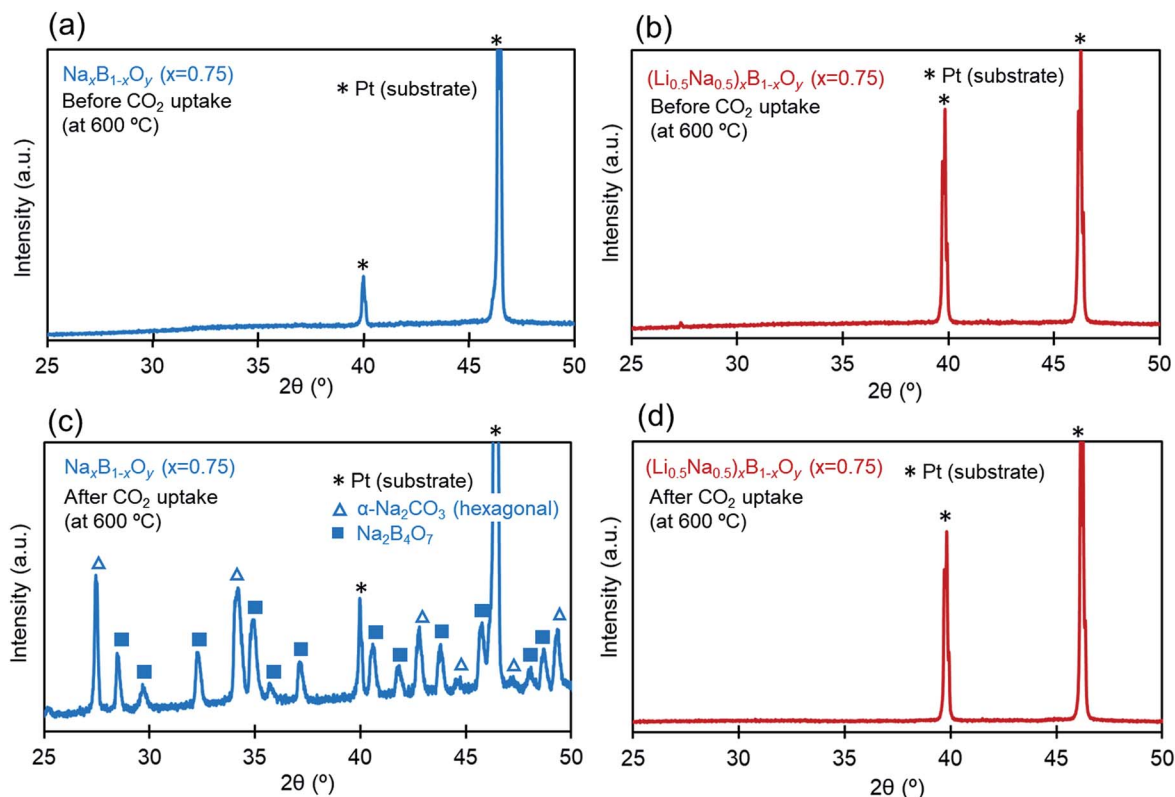 (a)
*
NaₓB₁₋ₓOᵧ (x=0.75)
Before CO₂ uptake
(at 600 ºC)
* Pt (substrate)
*
Intensity (a.u.)
25 30 35 40 45 50
2θ (º)
(b)
*
(Li₀.₅Na₀.₅)ₓB₁₋ₓOᵧ (x=0.75)
Before CO₂ uptake
(at 600 ºC)
* Pt (substrate)
*
Intensity (a.u.)
25 30 35 40 45 50
2θ (º)
(c)
*
NaₓB₁₋ₓOᵧ (x=0.75)
After CO₂ uptake
(at 600 ºC)
* Pt (substrate)
△ α-Na₂CO₃ (hexagonal)
■ Na₂B₄O₇
*
Intensity (a.u.)
25 30 35 40 45 50
2θ (º)
(d)
*
(Li₀.₅Na₀.₅)ₓB₁₋ₓOᵧ (x=0.75)
After CO₂ uptake
(at 600 ºC)
* Pt (substrate)
*
Intensity (a.u.)
25 30 35 40 45 50
2θ (º)